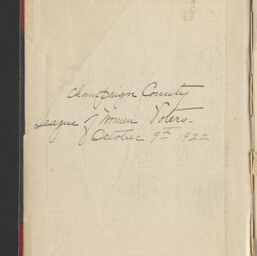 Champaign County
League of Women Voters.
October 9th 1922